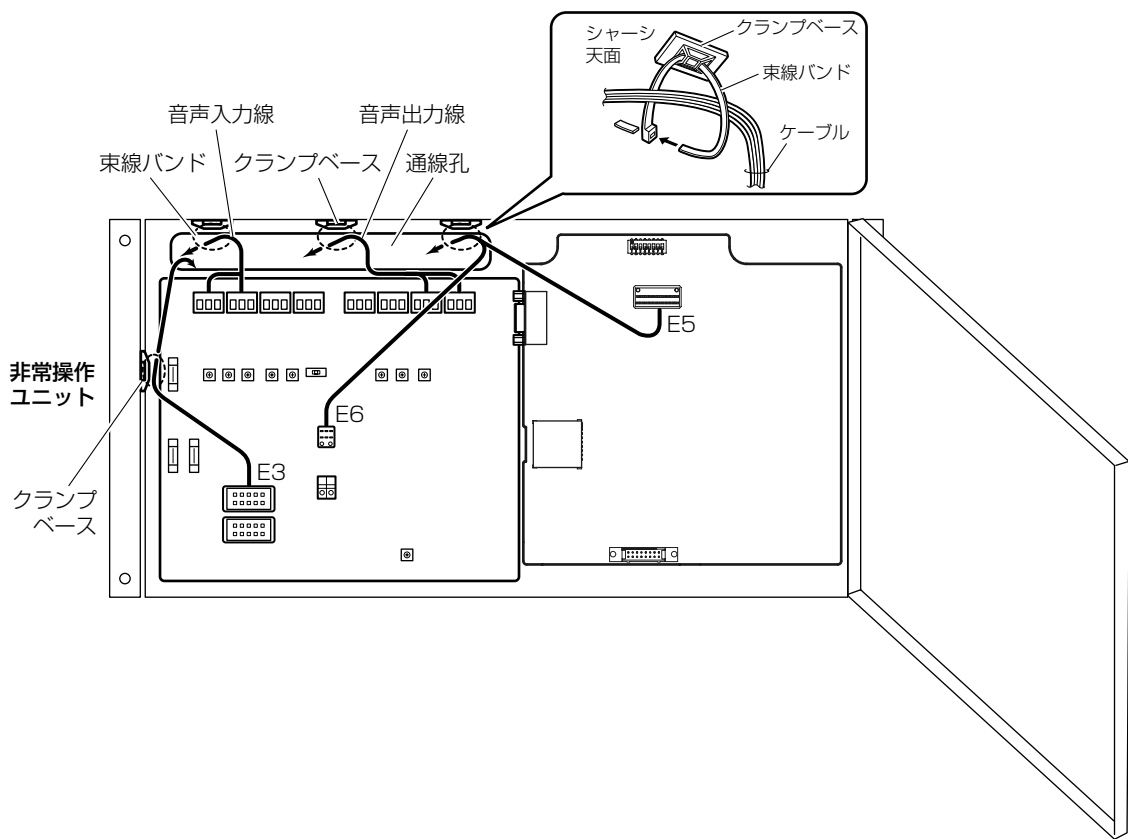 シャーシ
天面
クランプベース
束線バンド
ケーブル
音声入力線
音声出力線
束線バンド
クランプベース
通線孔
E5
非常操作
ユニット
E6
E3
クランプ
ベース